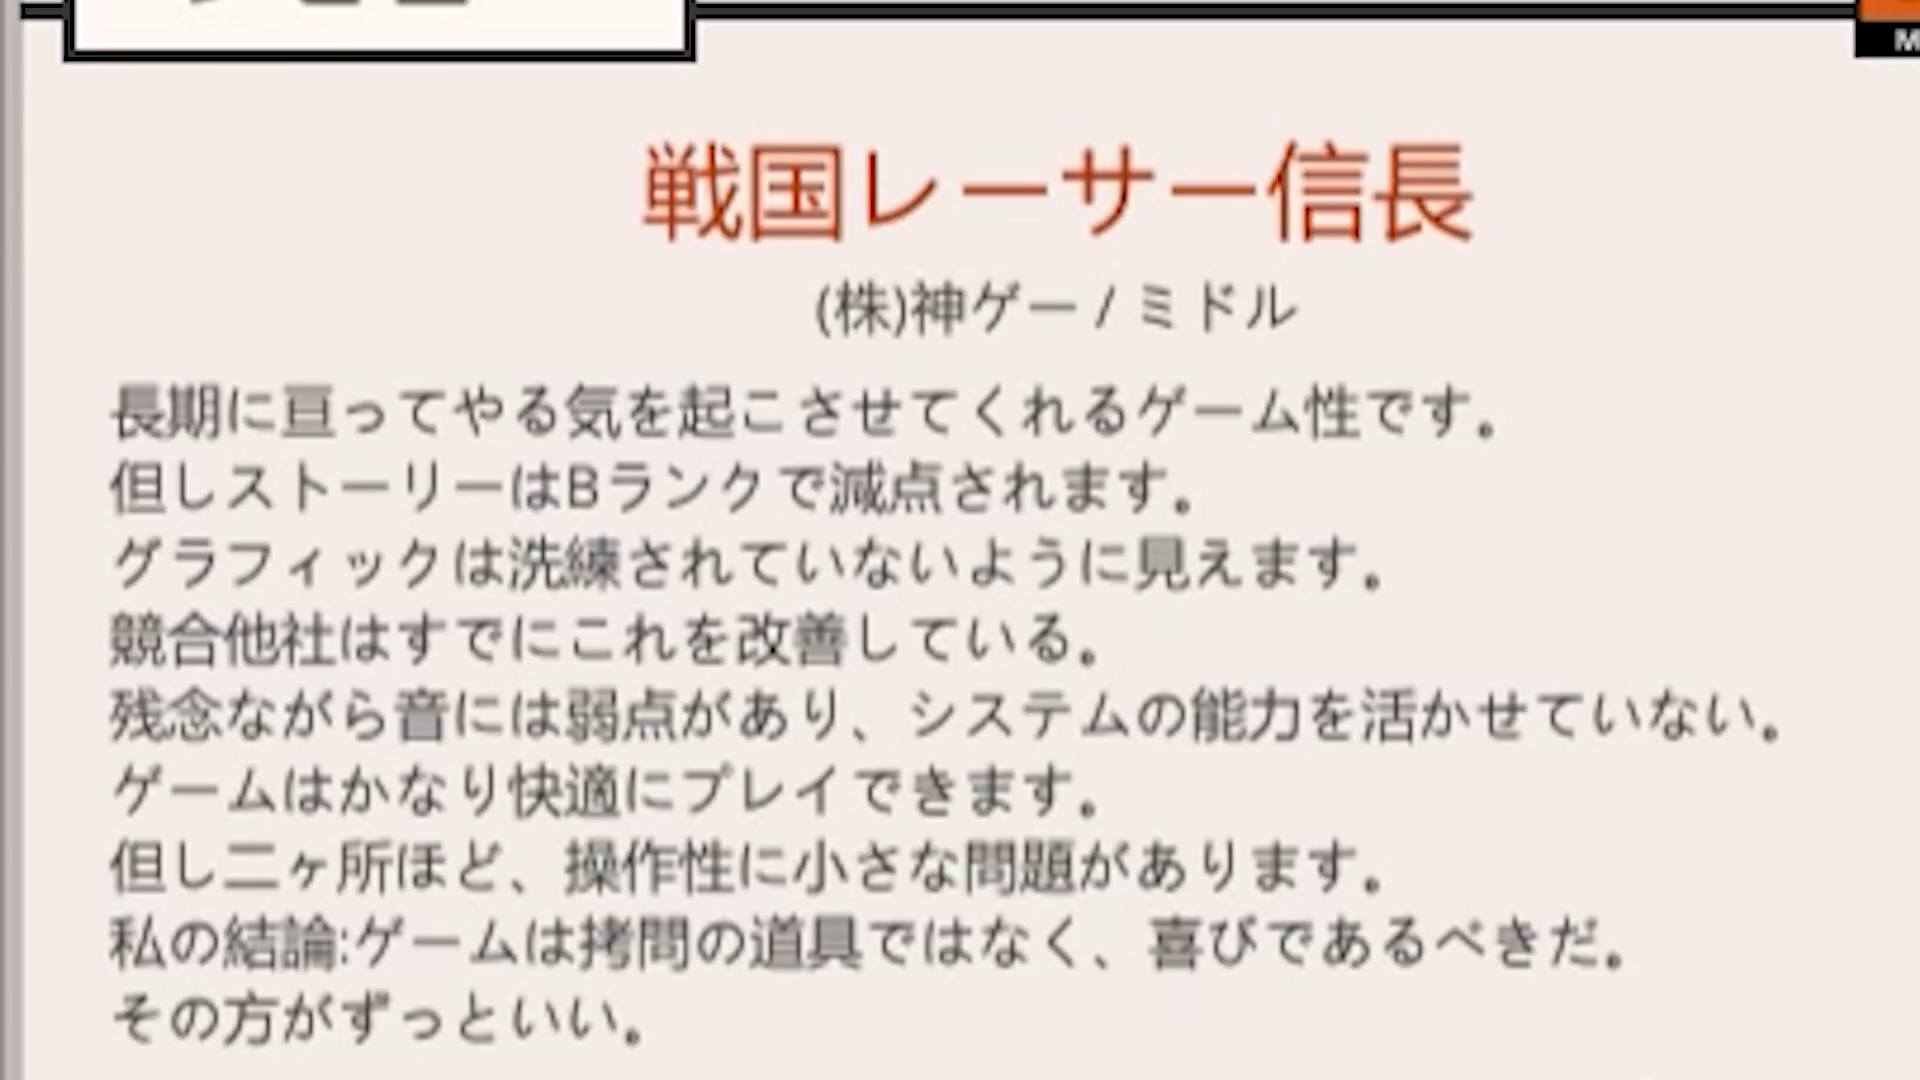 戦国レーサー信長
(株)神ゲー / ミドル
長期に亘ってやる気を起こさせてくれるゲーム性です。
但しストーリーはBランクで減点されます。
グラフィックは洗練されていないように見えます。
競合他社はすでにこれを改善している。
残念ながら音には弱点があり、システムの能力を活かせていない。
ゲームはかなり快適にプレイできます。
但し二ヶ所ほど、操作性に小さな問題があります。
私の結論:ゲームは拷問の道具ではなく、喜びであるべきだ。
その方がずっといい。